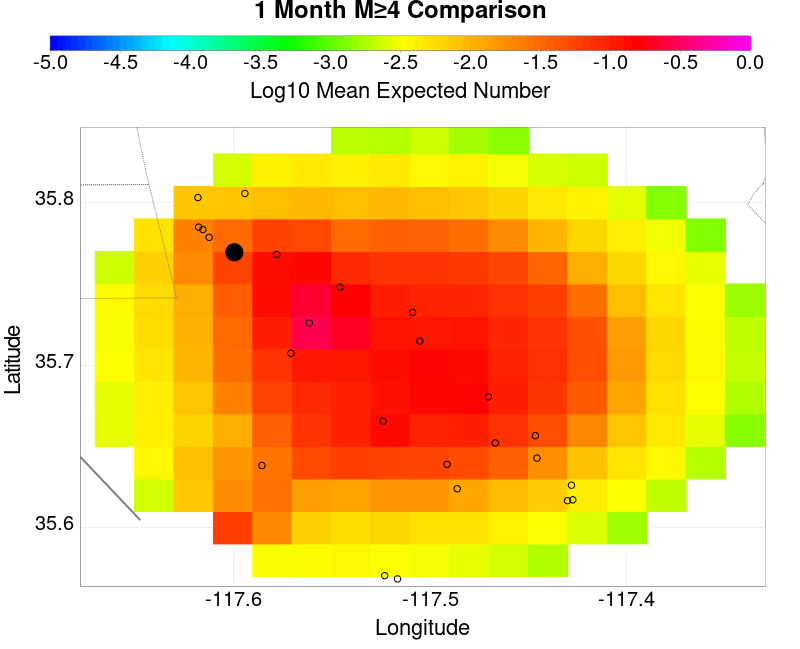 1 Month M≥4 Comparison
-5.0 -4.5 -4.0 -3.5 -3.0 -2.5 -2.0 -1.5 -1.0 -0.5 0.0
Log10 Mean Expected Number
35.8
35.7
35.6
Latitude
-117.6 -117.5 -117.4
Longitude